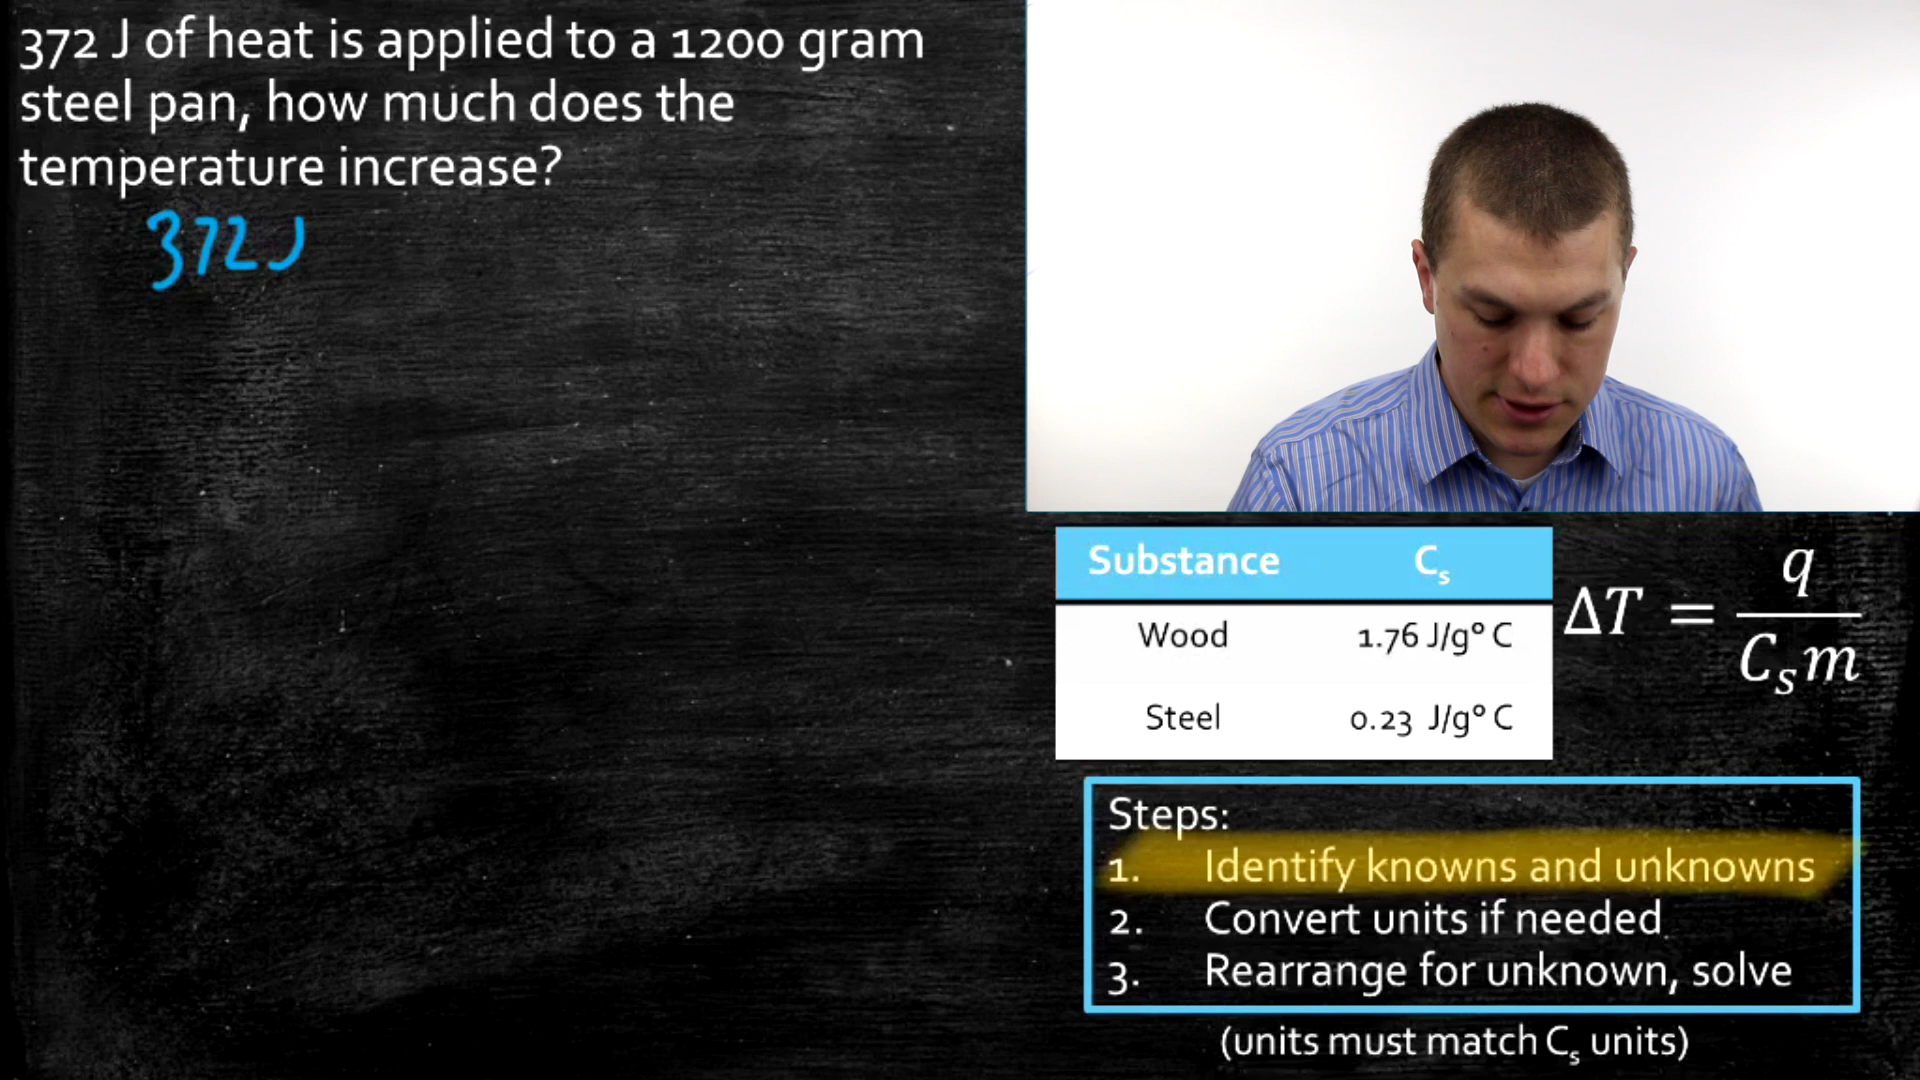 372 J of heat is applied to a 1200 gram
steel pan, how much does the
temperature increase?
372 J
Substance Cₛ
Wood 1.76 J/g° C
Steel 0.23 J/g° C
ΔT = q / Cₛm
Steps:
1. Identify knowns and unknowns
2. Convert units if needed
3. Rearrange for unknown, solve
(units must match Cₛ units)